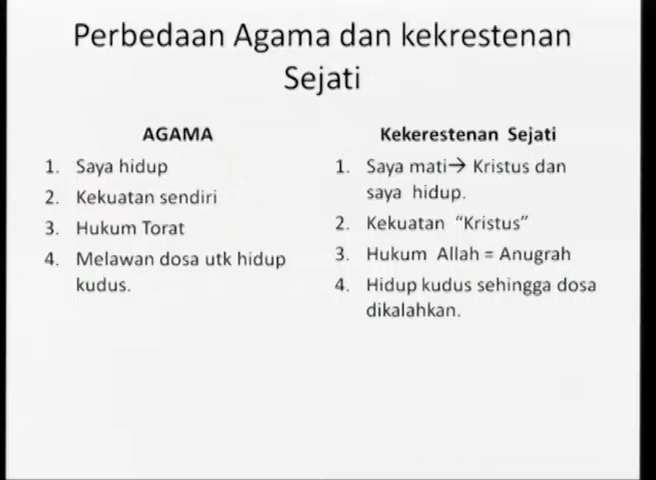 Perbedaan Agama dan kekrestenan
Sejati
AGAMA
1. Saya hidup
2. Kekuatan sendiri
3. Hukum Torat
4. Melawan dosa utk hidup
kudus.
Kekerestenan Sejati
1. Saya mati→ Kristus dan
saya hidup.
2. Kekuatan “Kristus”
3. Hukum Allah = Anugrah
4. Hidup kudus sehingga dosa
dikalahkan.